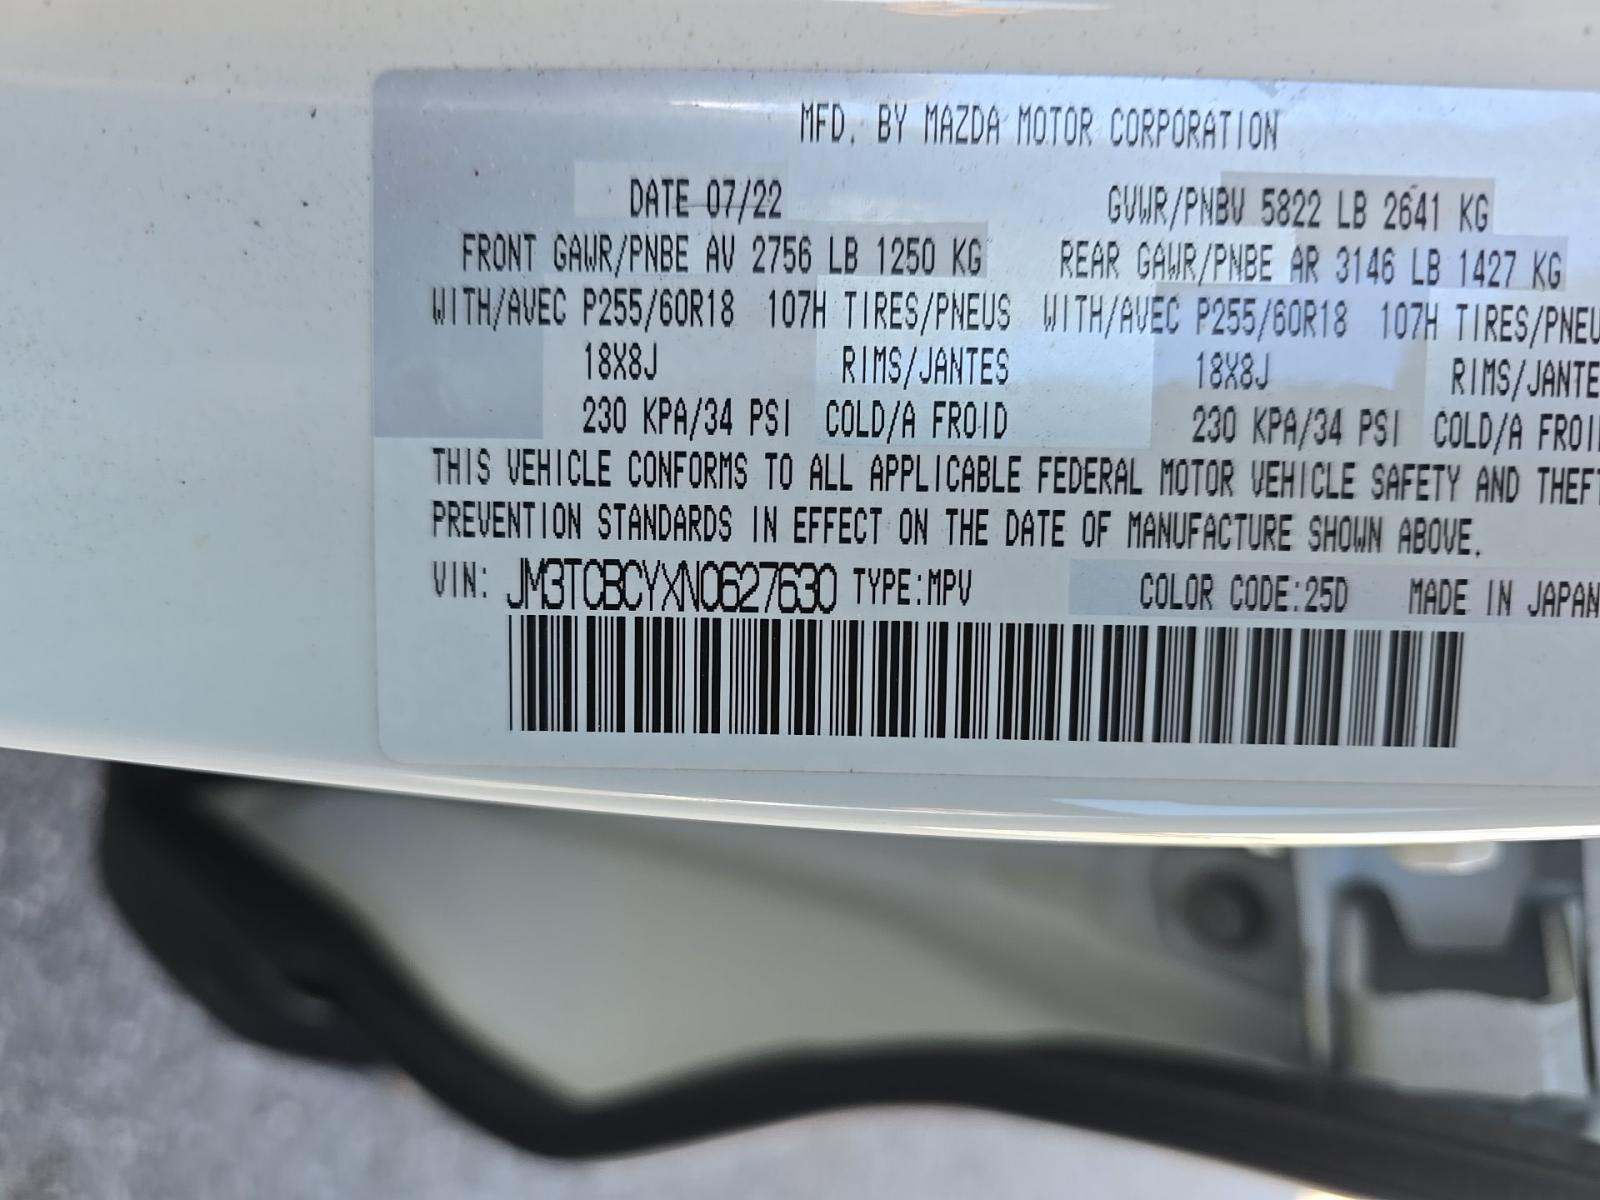 MFD. BY MAZDA MOTOR CORPORATION
DATE 07/22 GVWR/PNBV 5822 LB 2641 KG
FRONT GAWR/PNBE AV 2756 LB 1250 KG REAR GAWR/PNBE AR 3146 LB 1427 KG
WITH/AVEC P255/60R18 107H TIRES/PNEUS WITH/AVEC P255/60R18 107H TIRES/PNEU
18X8J RIMS/JANTES 18X8J RIMS/JANTE
230 KPA/34 PSI COLD/A FROID 230 KPA/34 PSI COLD/A FROI
THIS VEHICLE CONFORMS TO ALL APPLICABLE FEDERAL MOTOR VEHICLE SAFETY AND THEFT
PREVENTION STANDARDS IN EFFECT ON THE DATE OF MANUFACTURE SHOWN ABOVE.
VIN: JM3TCBCYXN0627630 TYPE:MPV COLOR CODE:25D MADE IN JAPAN